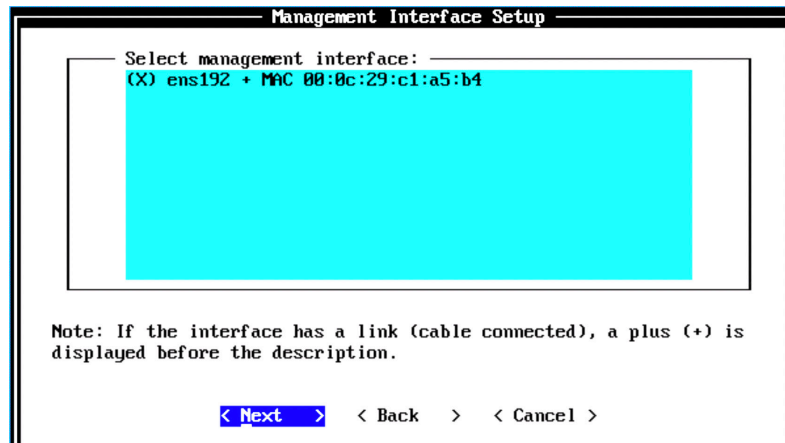 Management Interface Setup
Select management interface:
(X) ens192 + MAC 00:0c:29:c1:a5:b4
Note: If the interface has a link (cable connected), a plus (+) is
displayed before the description.
< Next > < Back > < Cancel >